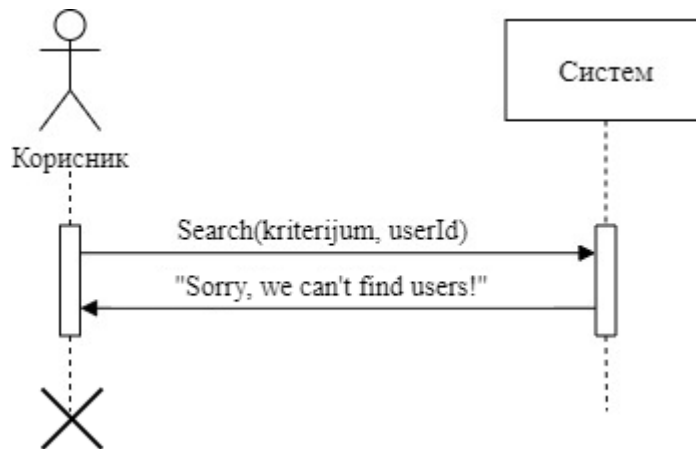 Систем
Корисник
Search(kriterijum, userId)
"Sorry, we can't find users!"